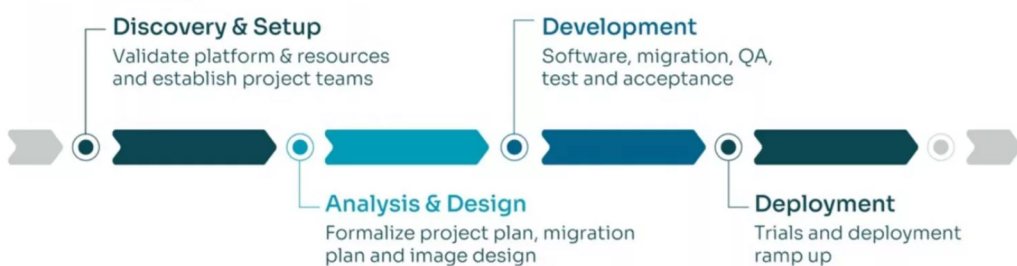 Discovery & Setup
Validate platform & resources
and establish project teams
Development
Software, migration, QA,
test and acceptance
Analysis & Design
Formalize project plan, migration
plan and image design
Deployment
Trials and deployment
ramp up